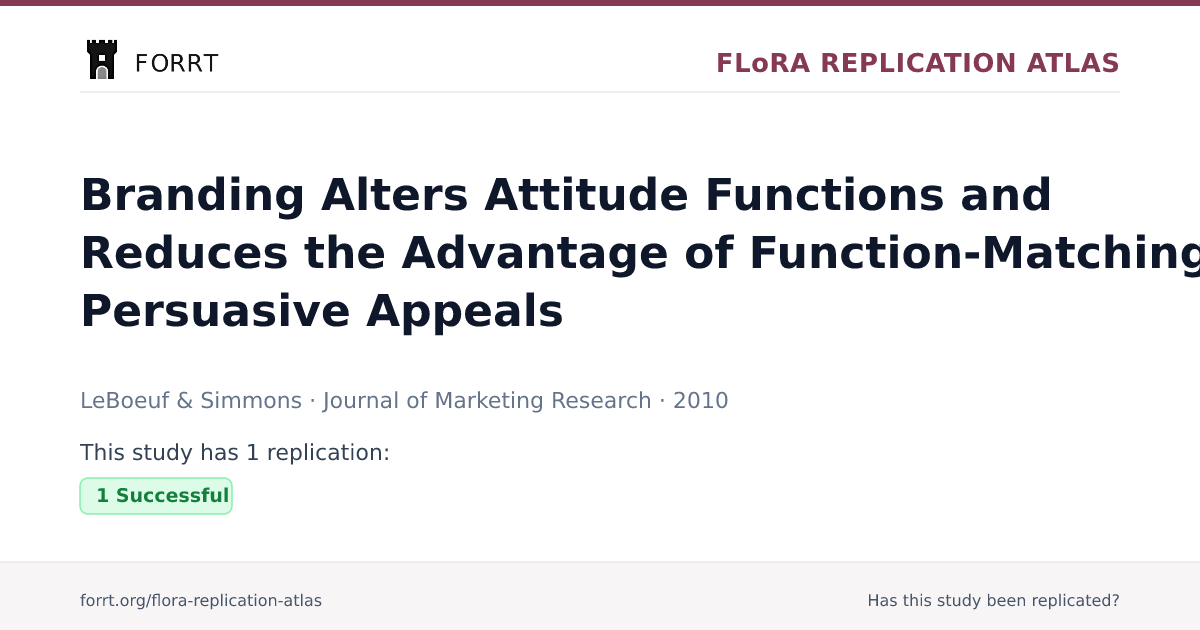 FORRT
FLoRA REPLICATION ATLAS
Branding Alters Attitude Functions and
Reduces the Advantage of Function-Matching
Persuasive Appeals
LeBoeuf & Simmons · Journal of Marketing Research · 2010
This study has 1 replication:
1 Successful
forrt.org/flora-replication-atlas
Has this study been replicated?